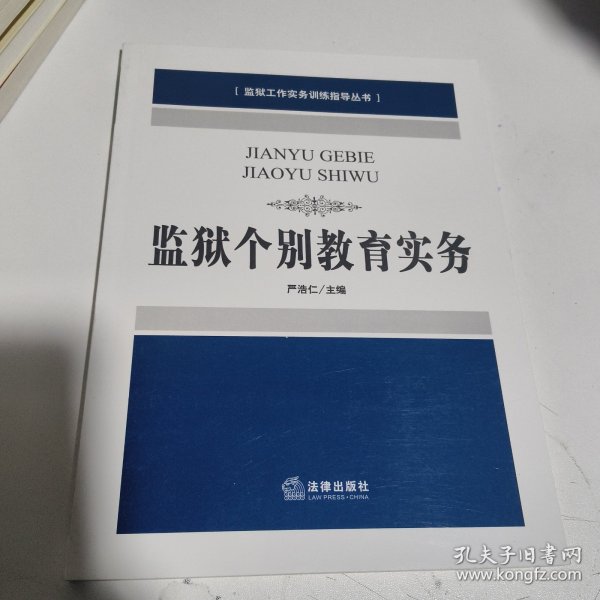 [ 监狱工作实务训练指导丛书 ]
JIANYU GEBIE
JIAOYU SHIWU
监狱个别教育实务
严浩仁/主编
法律出版社
LAW PRESS·CHINA
孔夫子旧书网
www.kongfz.com